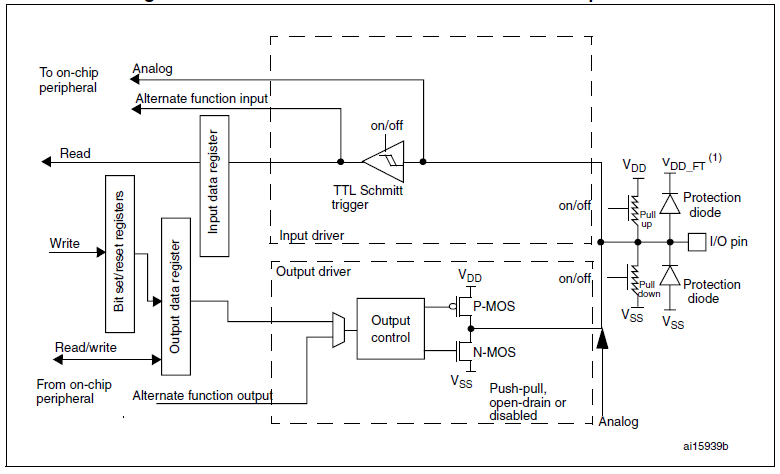 To on-chip
peripheral
Analog
Alternate function input
on/off
Read
Input data register
TTL Schmitt
trigger
Input driver
on/off
VDD
VDD_FT (1)
Pull
up
Protection
diode
I/O pin
Write
Bit set/reset registers
Output data register
Output driver
VDD
on/off
P-MOS
Output
control
N-MOS
VSS
Pull
down
Protection
diode
VSS
VSS
Read/write
From on-chip
peripheral
Alternate function output
Push-pull,
open-drain or
disabled
Analog
ai15939b